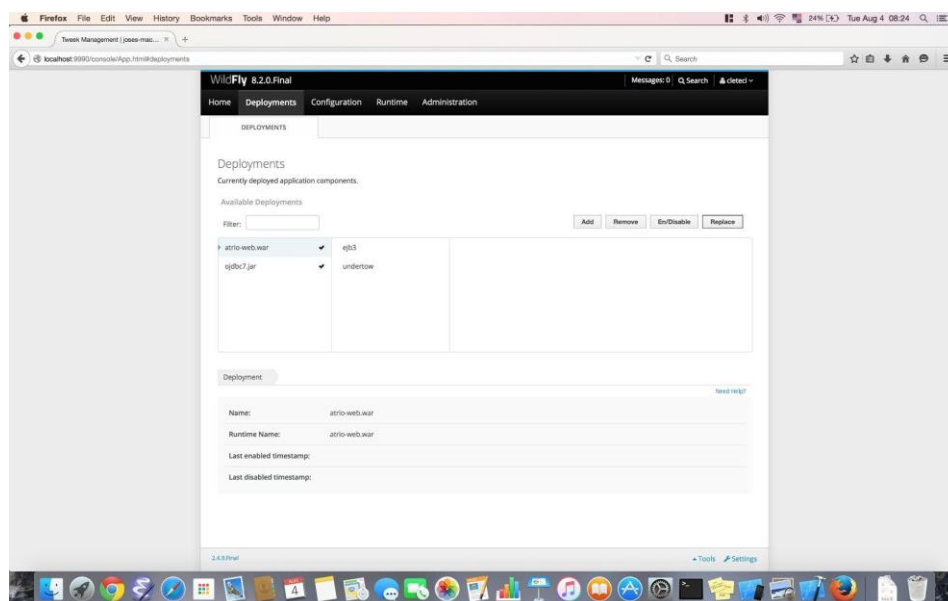 Firefox File Edit View History Bookmarks Tools Window Help 24% Tue Aug 4 08:24
Tweek Management | joses-mac...
localhost:9990/console/App.html#deployments Search
WildFly 8.2.0.Final Messages: 0 Search cleteci
Home Deployments Configuration Runtime Administration
DEPLOYMENTS
Deployments
Currently deployed application components.
Available Deployments
Filter: Add Remove En/Disable Replace
atrio-web.war ejb3
ojdbc7.jar undertow
Deployment
Need Help?
Name: atrio-web.war
Runtime Name: atrio-web.war
Last enabled timestamp:
Last disabled timestamp:
2.4.9.Final Tools Settings
4